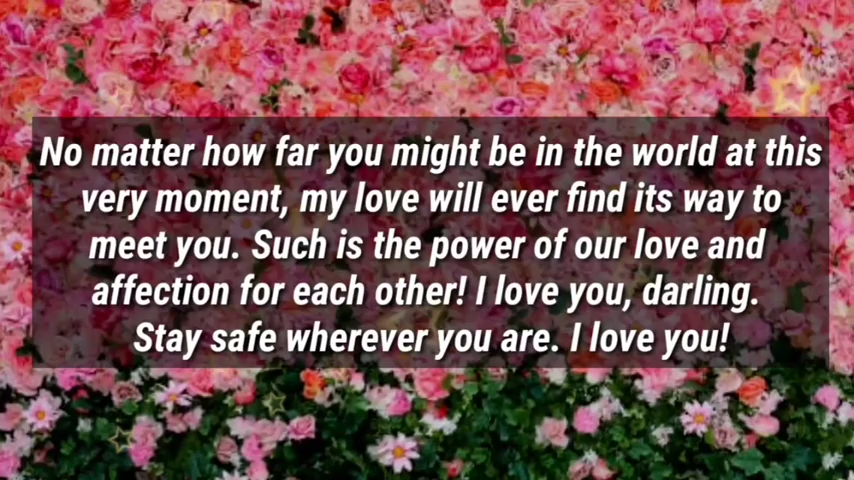 No matter how far you might be in the world at this
very moment, my love will ever find its way to
meet you. Such is the power of our love and
affection for each other! I love you, darling.
Stay safe wherever you are. I love you!